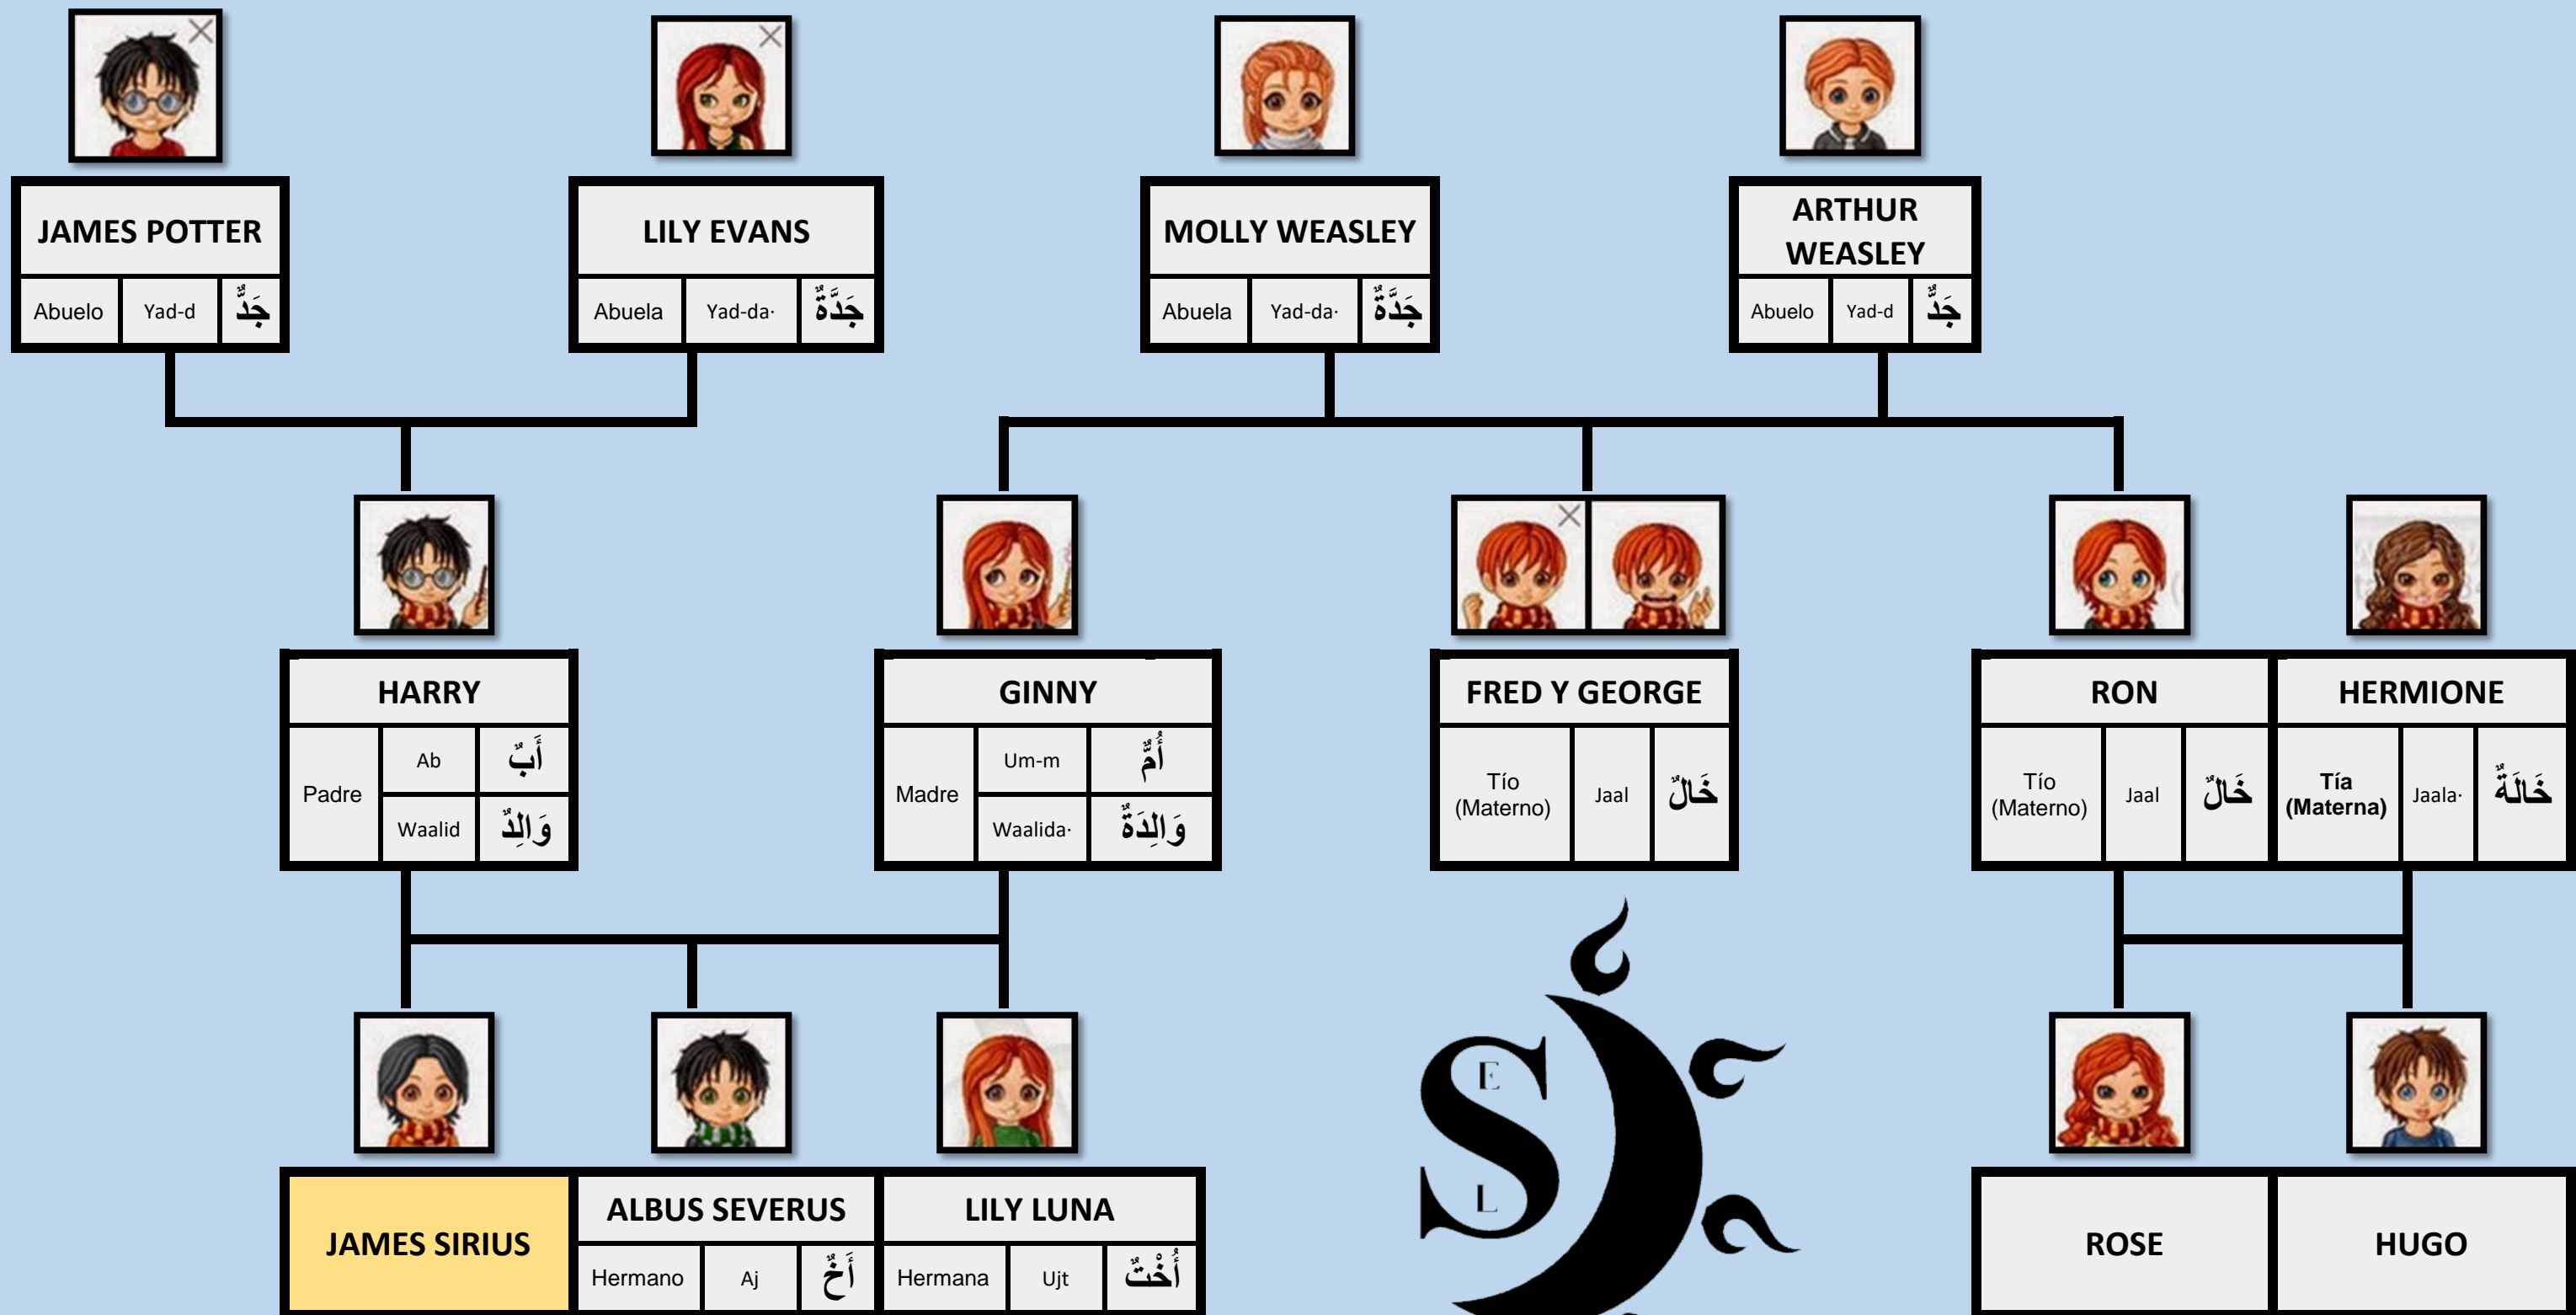 JAMES POTTER
Abuelo Yad-d جَدٌّ
LILY EVANS
Abuela Yad-da· جَدَّةٌ
MOLLY WEASLEY
Abuela Yad-da· جَدَّةٌ
ARTHUR
WEASLEY
Abuelo Yad-d جَدٌّ
HARRY
Padre
Ab أَبٌ
Waalid وَالِدٌ
GINNY
Madre
Um-m أُمٌّ
Waalida· وَالِدَةٌ
FRED Y GEORGE
Tío
(Materno)
Jaal خَالٌ
RON
Tío
(Materno)
Jaal خَالٌ
HERMIONE
Tía
(Materna)
Jaala· خَالَةٌ
JAMES SIRIUS
ALBUS SEVERUS
Hermano Aj أَخٌ
LILY LUNA
Hermana Ujt أُخْتٌ
E
S
L
ROSE
HUGO